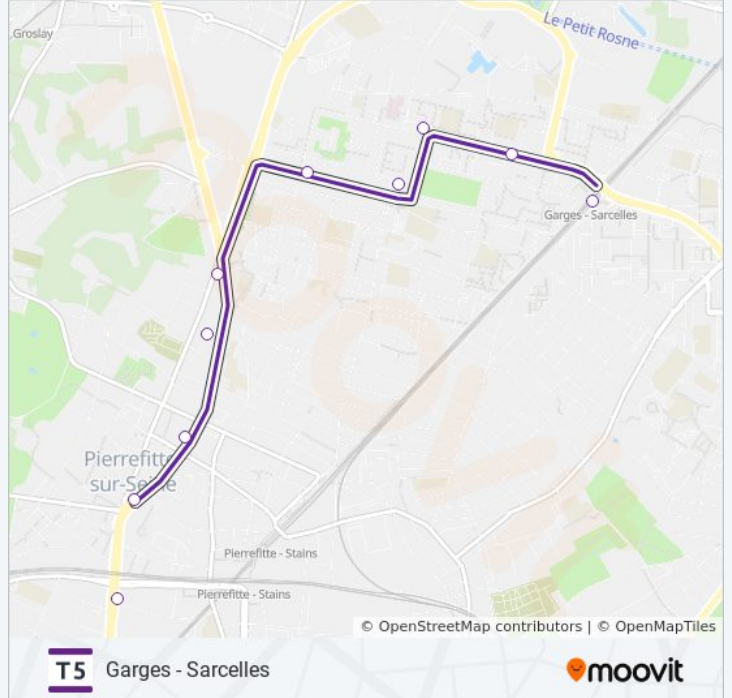 Groslay
Le Petit Rosne
Garges - Sarcelles
Pierrefitte
sur-Seine
Pierrefitte - Stains
Pierrefitte - Stains
© OpenStreetMap contributors | © OpenMapTiles
T5 Garges - Sarcelles
moovit